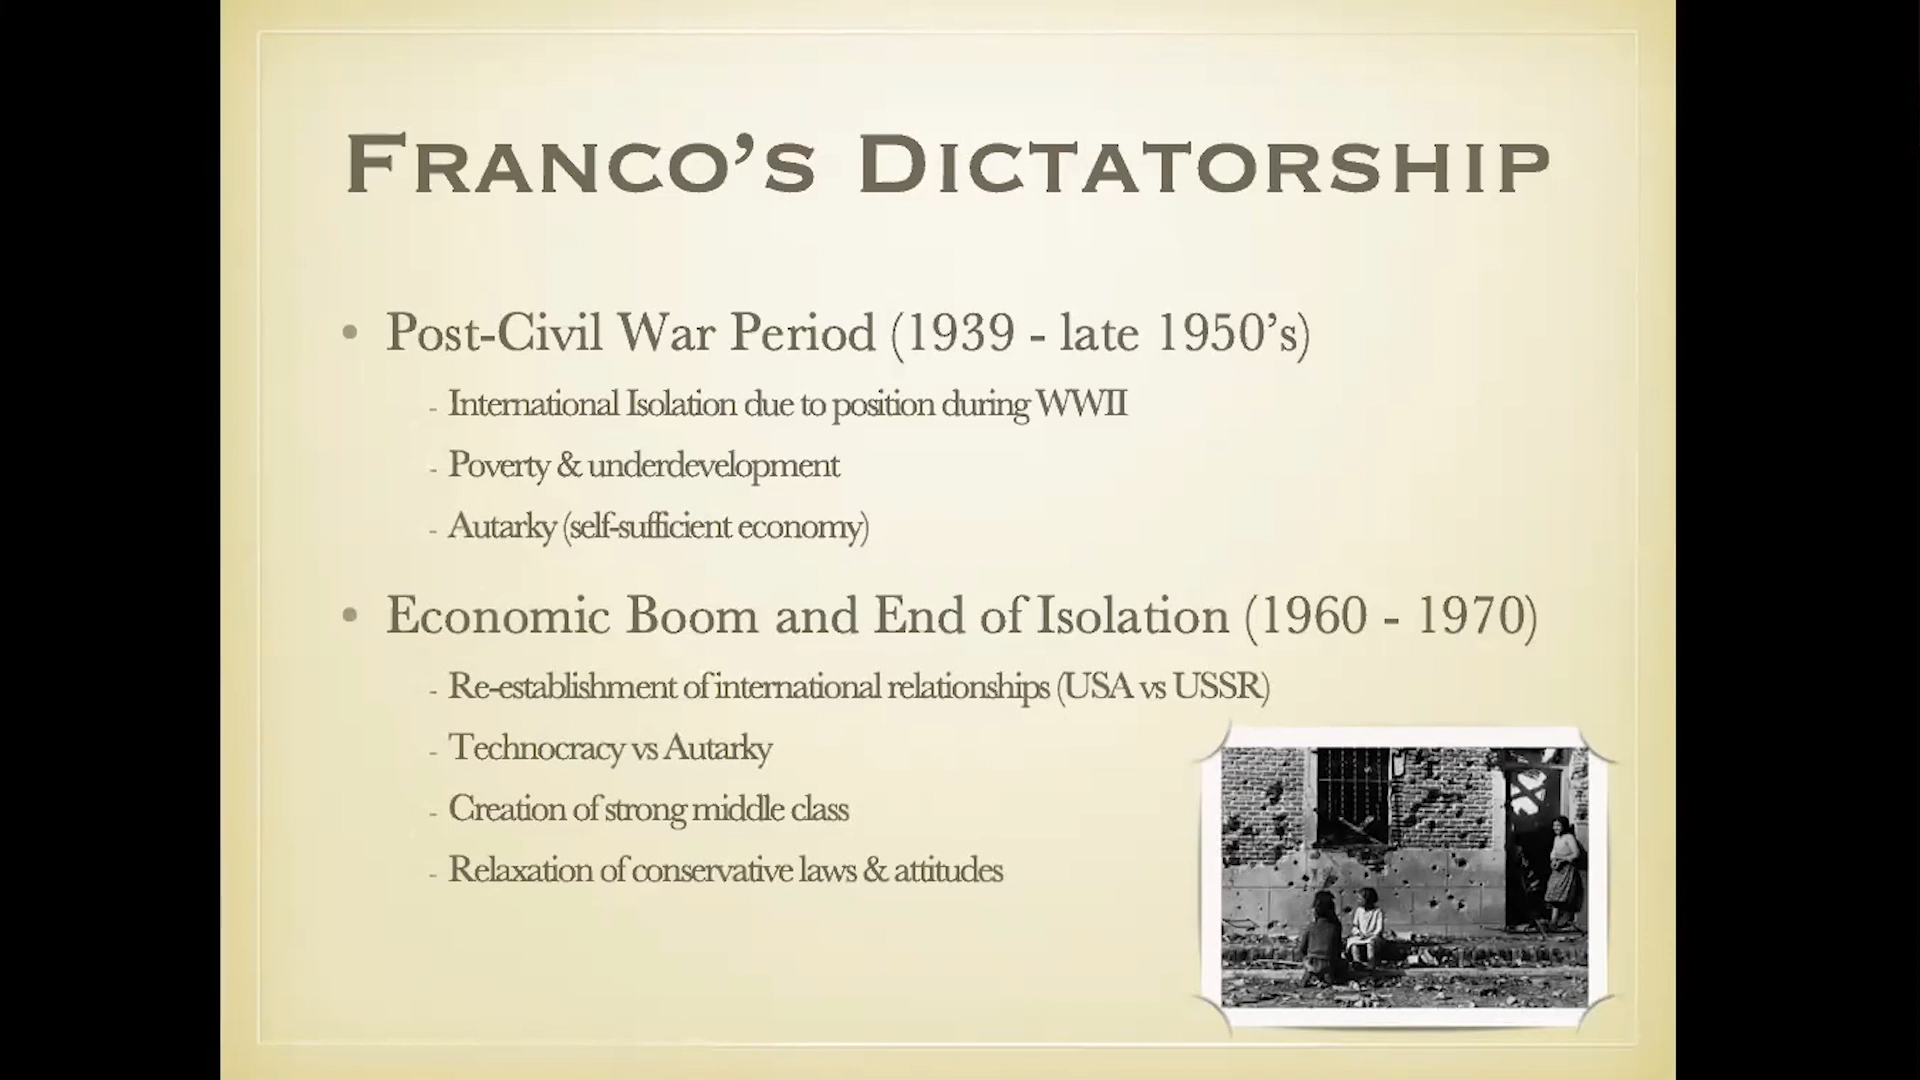 Franco’s Dictatorship
• Post-Civil War Period (1939 - late 1950’s)
- International Isolation due to position during WWII
- Poverty & underdevelopment
- Autarky (self-sufficient economy)
• Economic Boom and End of Isolation (1960 - 1970)
- Re-establishment of international relationships (USA vs USSR)
- Technocracy vs Autarky
- Creation of strong middle class
- Relaxation of conservative laws & attitudes